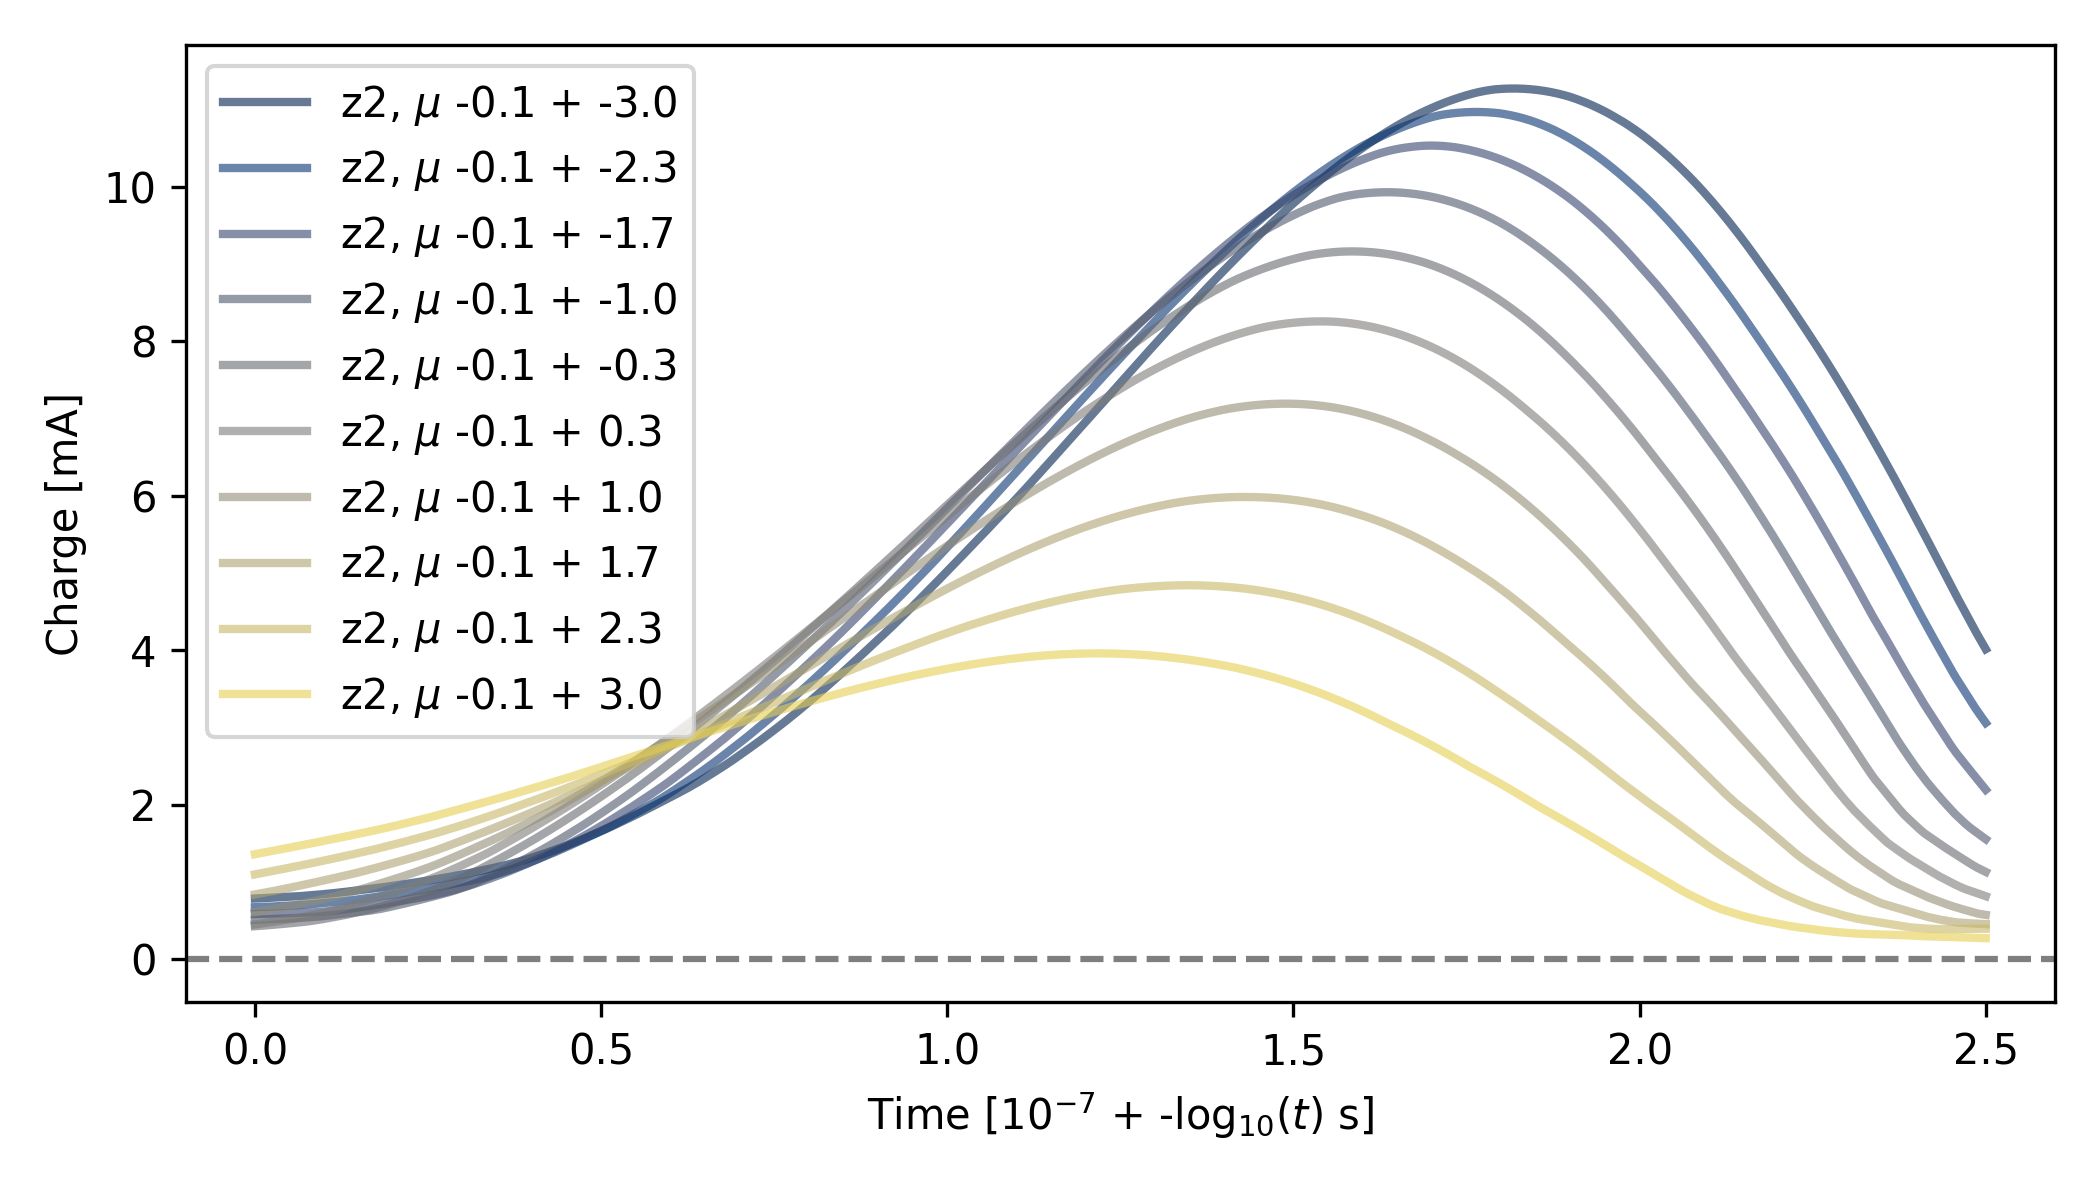 z2, μ -0.1 + -3.0
z2, μ -0.1 + -2.3
z2, μ -0.1 + -1.7
z2, μ -0.1 + -1.0
z2, μ -0.1 + -0.3
z2, μ -0.1 + 0.3
z2, μ -0.1 + 1.0
z2, μ -0.1 + 1.7
z2, μ -0.1 + 2.3
z2, μ -0.1 + 3.0
Charge [mA]
10
8
6
4
2
0
0.0 0.5 1.0 1.5 2.0 2.5
Time [10⁻⁷ + -log₁₀(t) s]